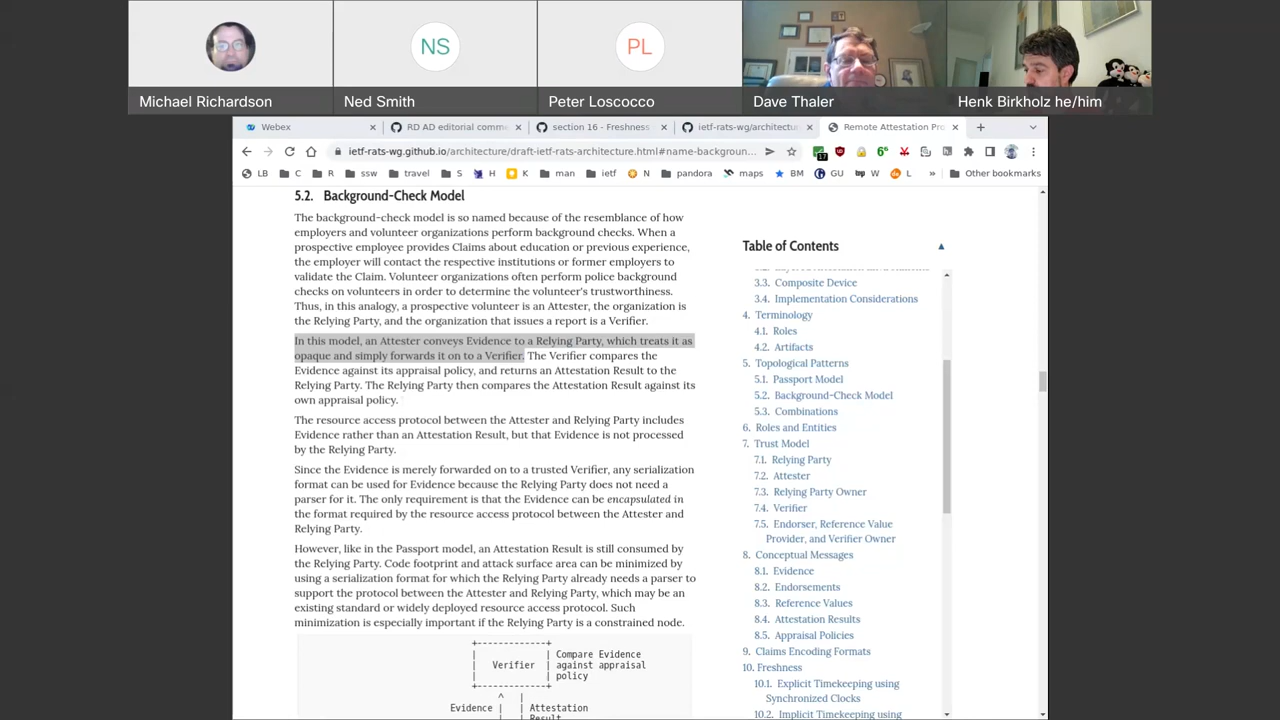 NS
PL
Michael Richardson
Ned Smith
Peter Loscocco
Dave Thaler
Henk Birkholz he/him
Webex
RD AD editorial comme
section 16 - Freshness
ietf-rats-wg/architectur
Remote Attestation Pro
ietf-rats-wg.github.io/architecture/draft-ietf-rats-architecture.html#name-backgroun...
17
6°
LB
C
R
ssw
travel
S
H
K
man
ietf
N
pandora
maps
BM
GU
W
L
»
Other bookmarks
5.2. Background-Check Model
The background-check model is so named because of the resemblance of how
employers and volunteer organizations perform background checks. When a
prospective employee provides Claims about education or previous experience,
the employer will contact the respective institutions or former employers to
validate the Claim. Volunteer organizations often perform police background
checks on volunteers in order to determine the volunteer's trustworthiness.
Thus, in this analogy, a prospective volunteer is an Attester, the organization is
the Relying Party, and the organization that issues a report is a Verifier.
In this model, an Attester conveys Evidence to a Relying Party, which treats it as
opaque and simply forwards it on to a Verifier. The Verifier compares the
Evidence against its appraisal policy, and returns an Attestation Result to the
Relying Party. The Relying Party then compares the Attestation Result against its
own appraisal policy.
The resource access protocol between the Attester and Relying Party includes
Evidence rather than an Attestation Result, but that Evidence is not processed
by the Relying Party.
Since the Evidence is merely forwarded on to a trusted Verifier, any serialization
format can be used for Evidence because the Relying Party does not need a
parser for it. The only requirement is that the Evidence can be encapsulated in
the format required by the resource access protocol between the Attester and
Relying Party.
However, like in the Passport model, an Attestation Result is still consumed by
the Relying Party. Code footprint and attack surface area can be minimized by
using a serialization format for which the Relying Party already needs a parser to
support the protocol between the Attester and Relying Party, which may be an
existing standard or widely deployed resource access protocol. Such
minimization is especially important if the Relying Party is a constrained node.
Compare Evidence
Verifier against appraisal
policy
Evidence Attestation
Result
Table of Contents
3.3. Composite Device
3.4. Implementation Considerations
4. Terminology
4.1. Roles
4.2. Artifacts
5. Topological Patterns
5.1. Passport Model
5.2. Background-Check Model
5.3. Combinations
6. Roles and Entities
7. Trust Model
7.1. Relying Party
7.2. Attester
7.3. Relying Party Owner
7.4. Verifier
7.5. Endorser, Reference Value
Provider, and Verifier Owner
8. Conceptual Messages
8.1. Evidence
8.2. Endorsements
8.3. Reference Values
8.4. Attestation Results
8.5. Appraisal Policies
9. Claims Encoding Formats
10. Freshness
10.1. Explicit Timekeeping using
Synchronized Clocks
10.2. Implicit Timekeeping using